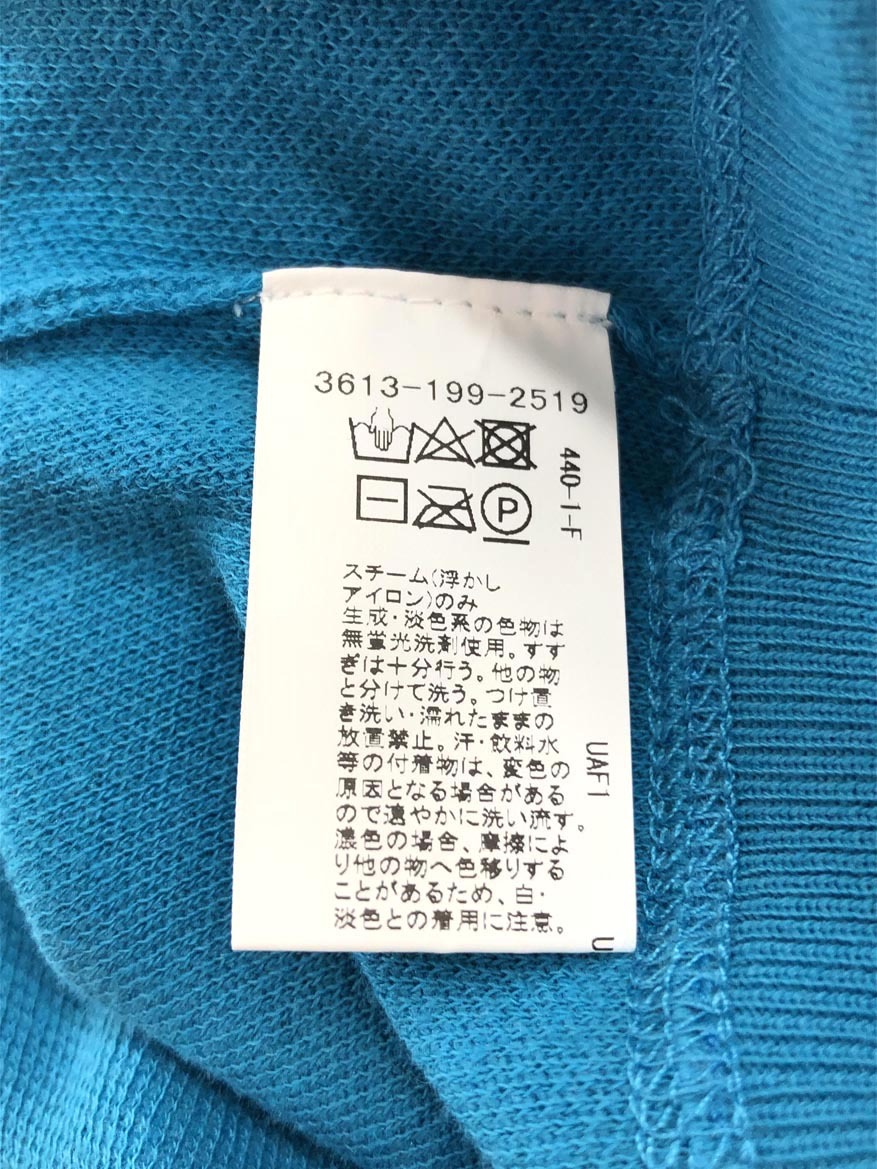 3613-199-2519
440-1-F
P
スチーム(浮かし
アイロン)のみ
生成・淡色系の色物は
無蛍光洗剤使用。すす
ぎは十分行う。他の物
と分けて洗う。つけ置
き洗い・濡れたままの
放置禁止。汗・飲料水
等の付着物は、変色の
原因となる場合がある
ので速やかに洗い流す。
濃色の場合、摩擦によ
り他の物へ色移りする
ことがあるため、白・
淡色との着用に注意。
UAF1
U